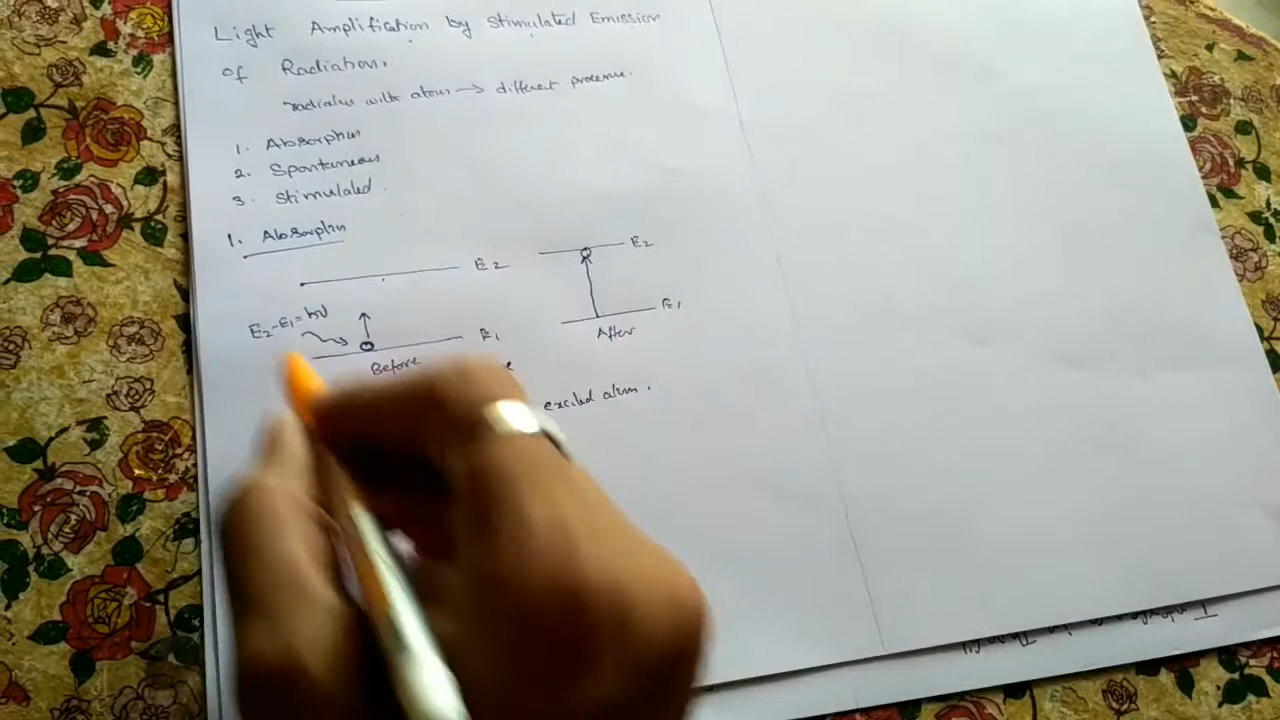 Light Amplification by Stimulated Emission
of Radiation.
radiation with atom → different processes.
1. Absorption
2. Spontaneous
3. Stimulated.
1. Absorption
E2
E2
E2-E1=hν
E1
E1
Before
After
excited atom.